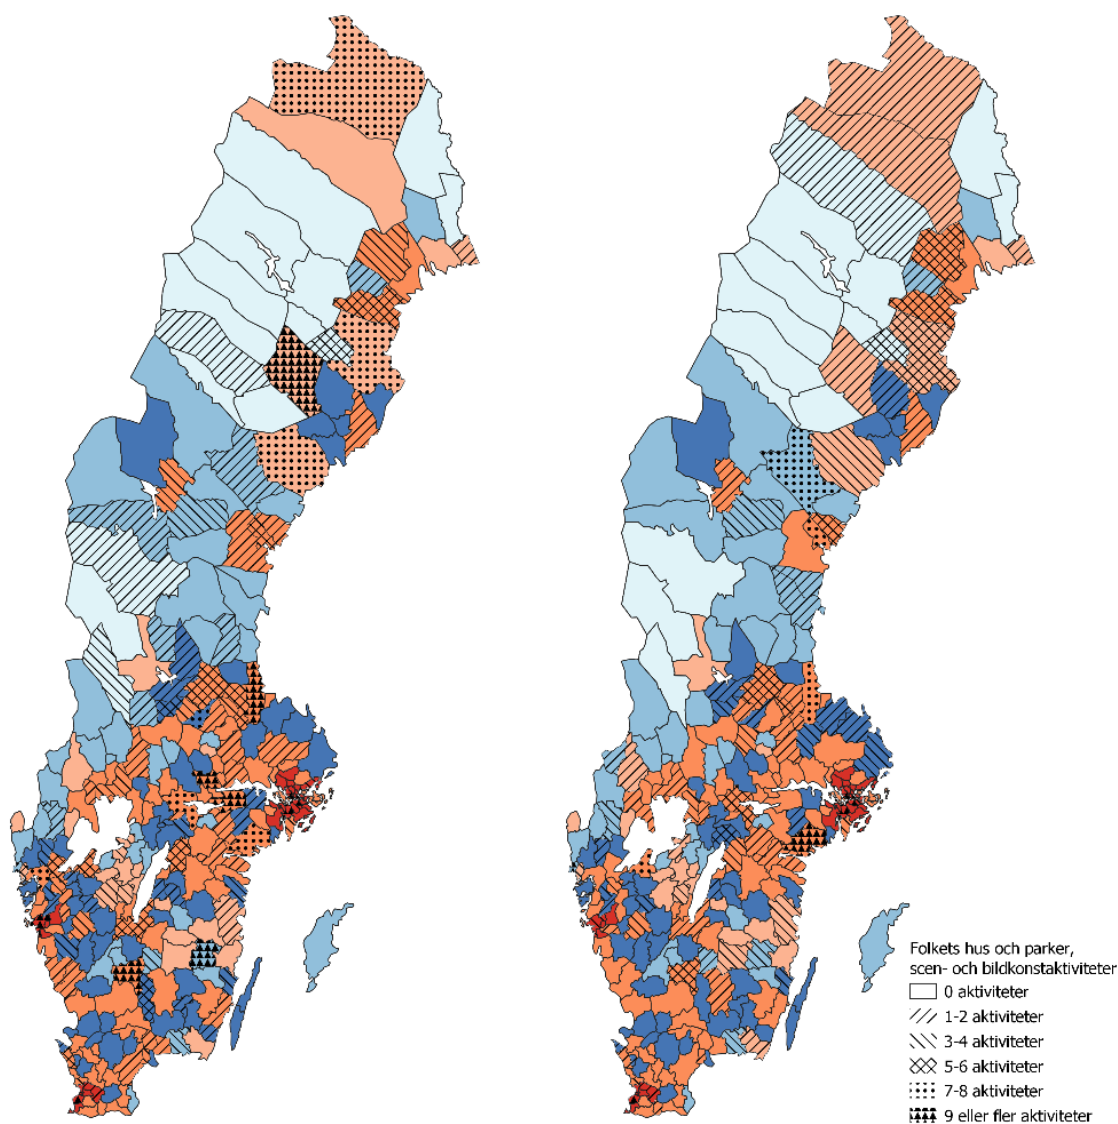 Folkets hus och parker,
scen- och bildkonstaktiviteter
0 aktiviteter
1-2 aktiviteter
3-4 aktiviteter
5-6 aktiviteter
7-8 aktiviteter
9 eller fler aktiviteter